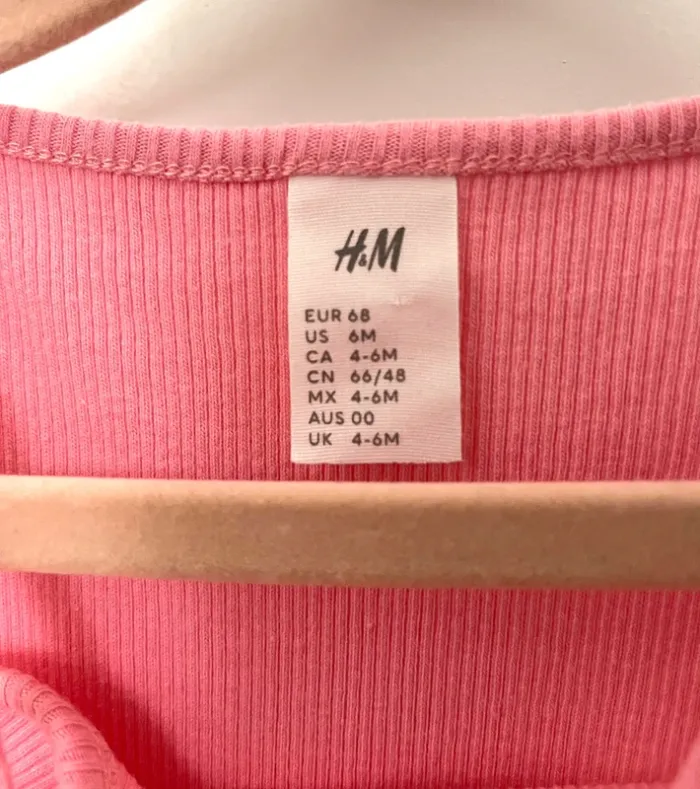 H&M
EUR 68
US 6M
CA 4-6M
CN 66/48
MX 4-6M
AUS 00
UK 4-6M